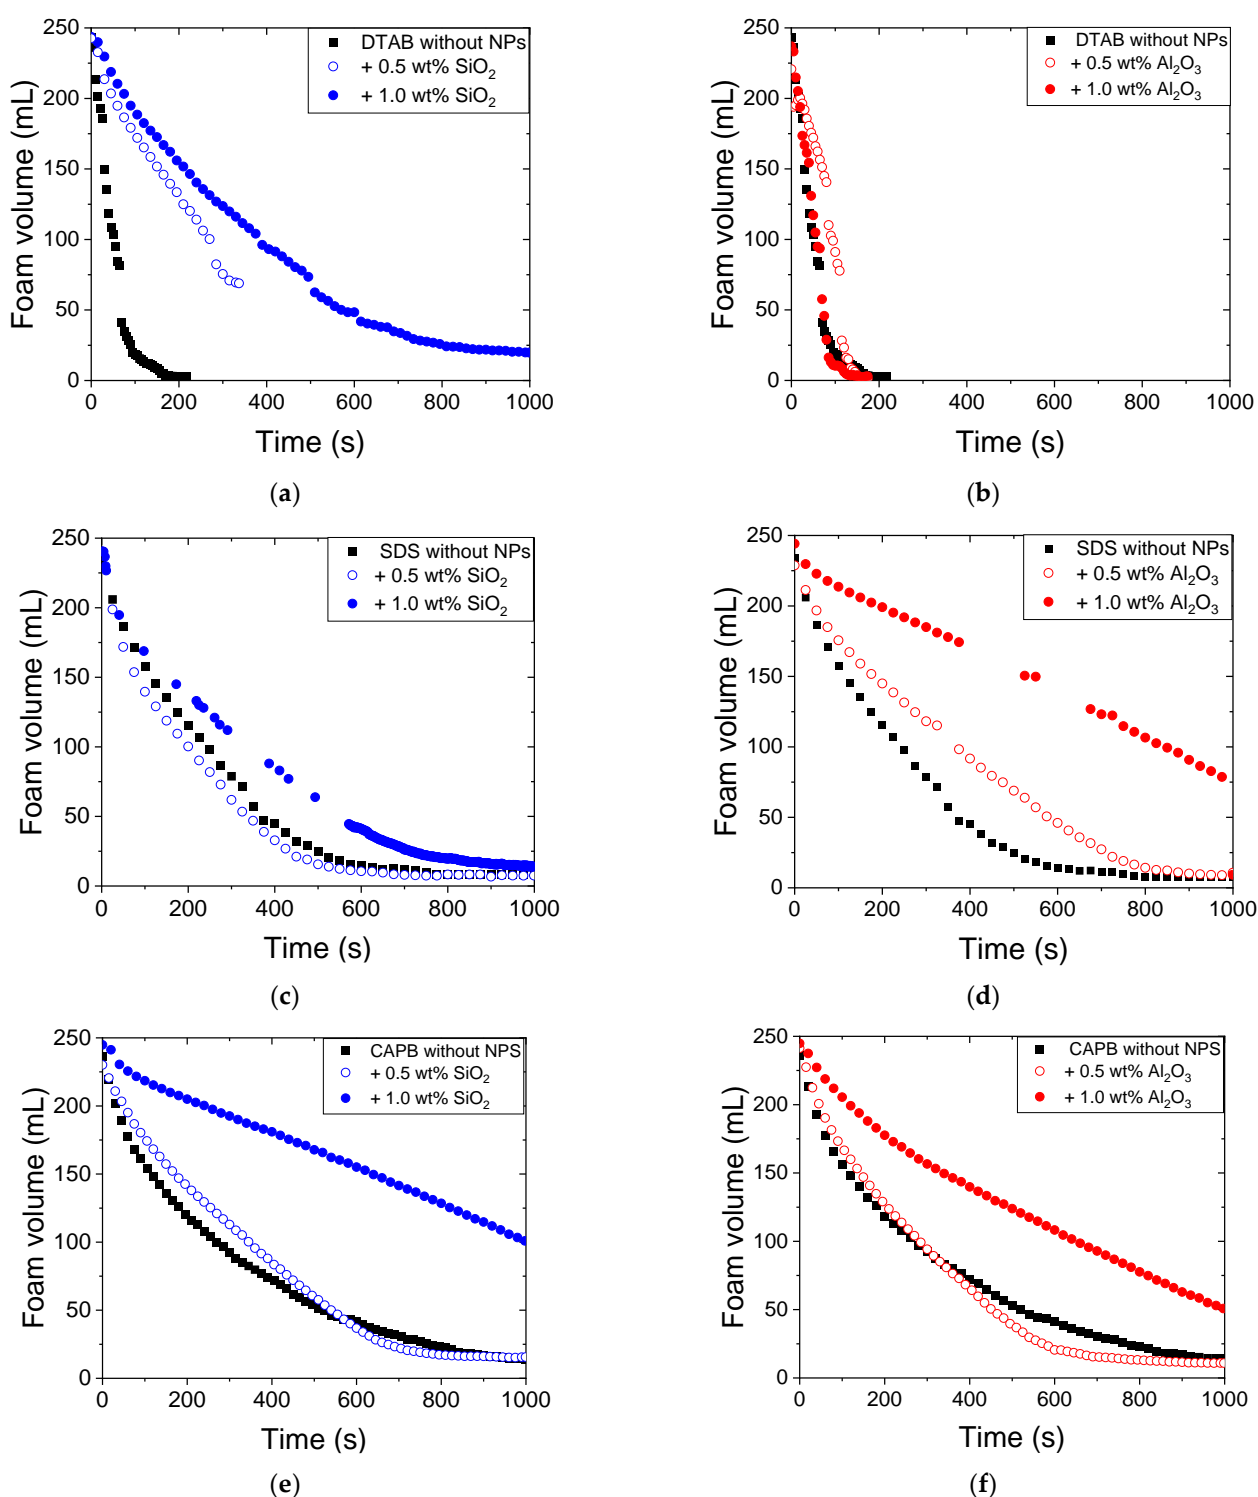 DTAB without NPs
+ 0.5 wt% SiO₂
+ 1.0 wt% SiO₂
250
200
150
100
50
0
Foam volume (mL)
0 200 400 600 800 1000
Time (s)
(a)
DTAB without NPs
+ 0.5 wt% Al₂O₃
+ 1.0 wt% Al₂O₃
250
200
150
100
50
0
Foam volume (mL)
0 200 400 600 800 1000
Time (s)
(b)
SDS without NPs
+ 0.5 wt% SiO₂
+ 1.0 wt% SiO₂
250
200
150
100
50
0
Foam volume (mL)
0 200 400 600 800 1000
Time (s)
(c)
SDS without NPs
+ 0.5 wt% Al₂O₃
+ 1.0 wt% Al₂O₃
250
200
150
100
50
0
Foam volume (mL)
0 200 400 600 800 1000
Time (s)
(d)
CAPB without NPS
+ 0.5 wt% SiO₂
+ 1.0 wt% SiO₂
250
200
150
100
50
0
Foam volume (mL)
0 200 400 600 800 1000
Time (s)
(e)
CAPB without NPS
+ 0.5 wt% Al₂O₃
+ 1.0 wt% Al₂O₃
250
200
150
100
50
0
Foam volume (mL)
0 200 400 600 800 1000
Time (s)
(f)